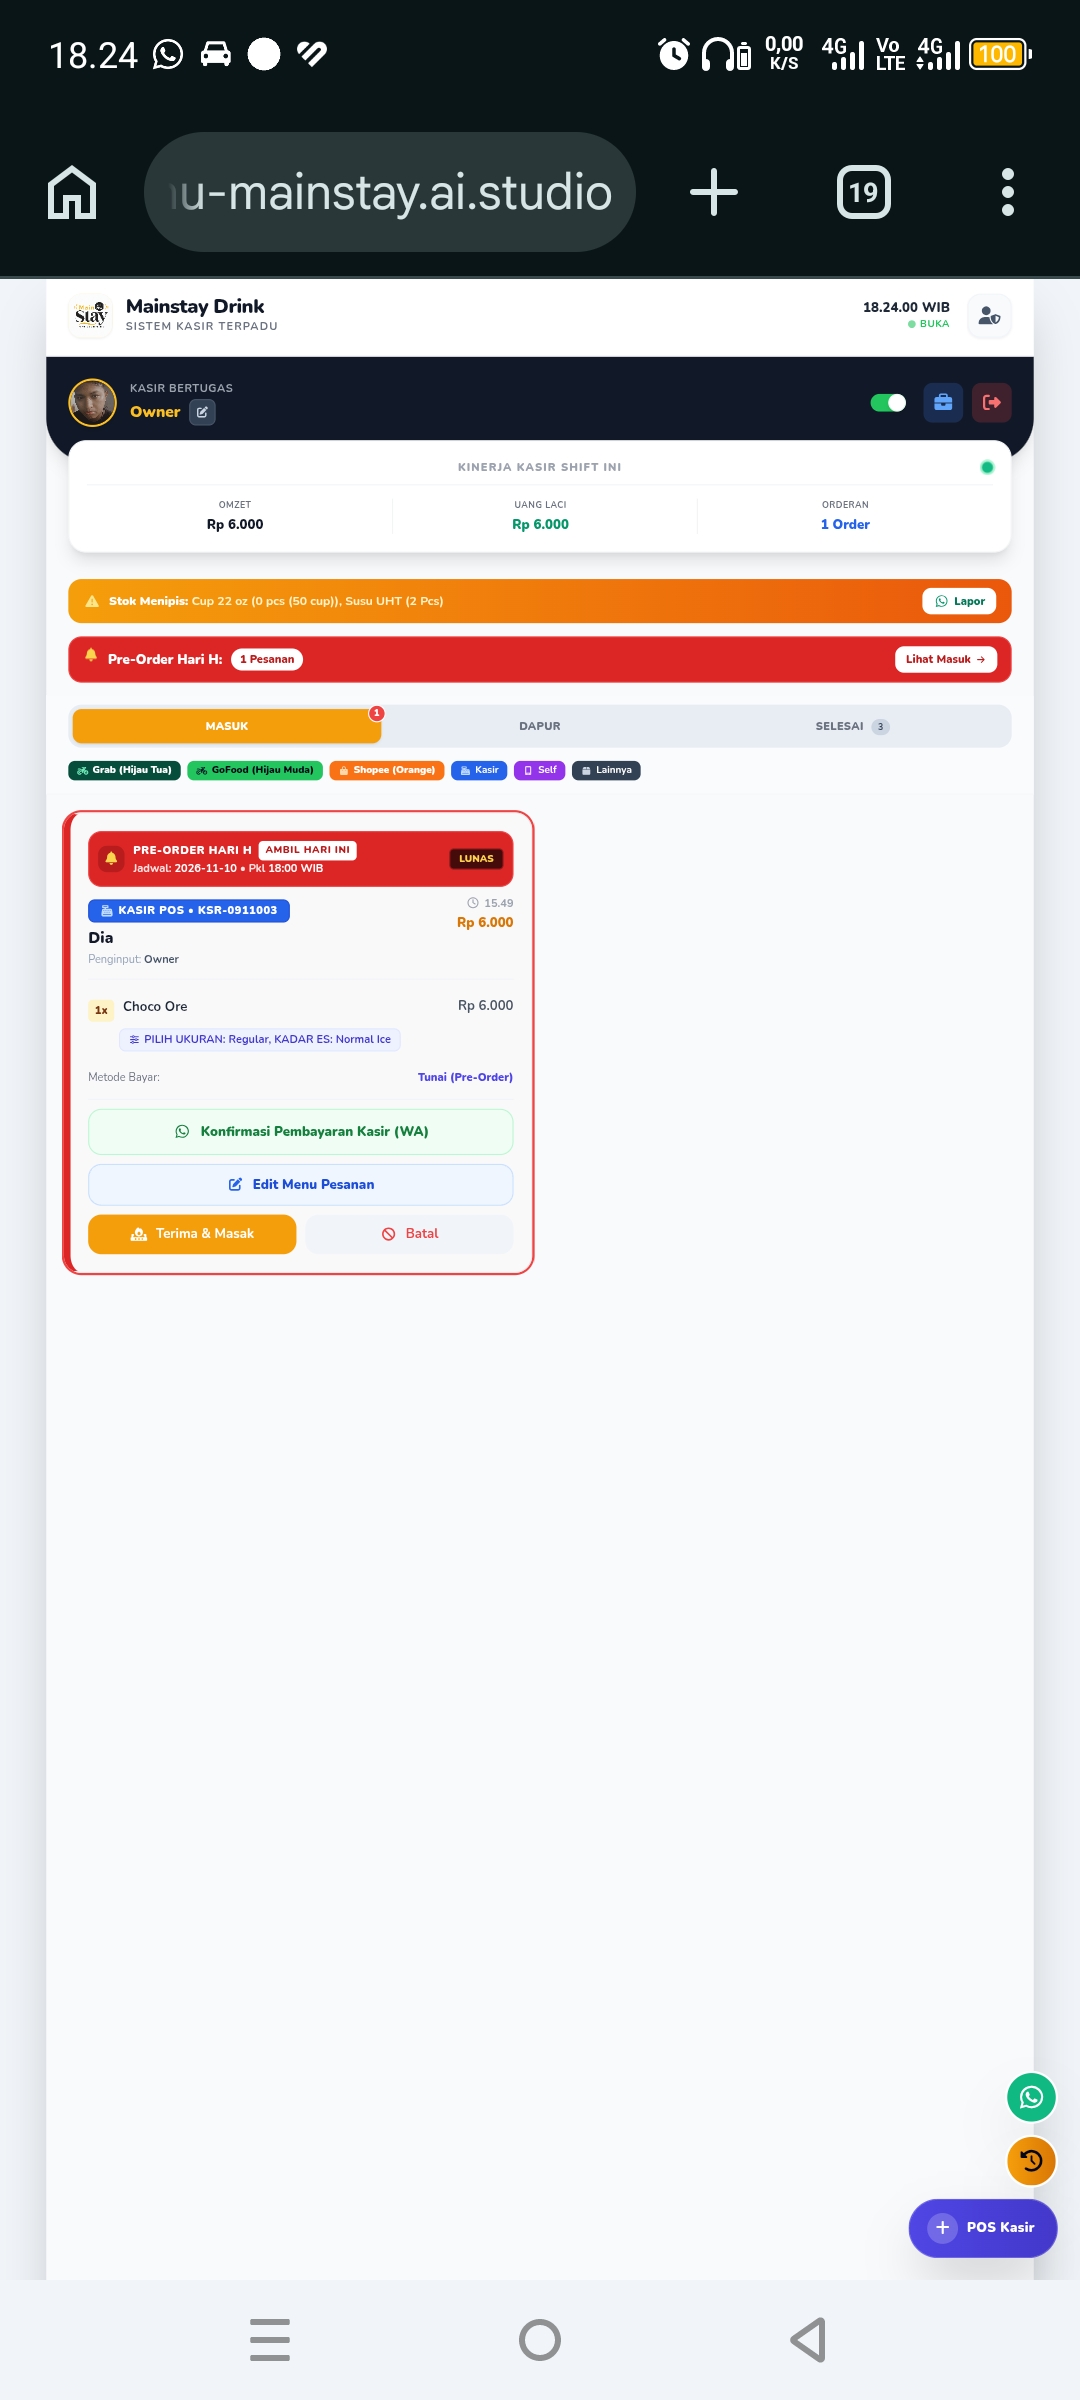 18.24
0,00
K/S
4G
Vo
LTE
4G
100
nu-mainstay.ai.studio
19
Stay
Mainstay Drink
SISTEM KASIR TERPADU
18.24.00 WIB
BUKA
KASIR BERTUGAS
Owner
KINERJA KASIR SHIFT INI
OMZET
Rp 6.000
UANG LACI
Rp 6.000
ORDERAN
1 Order
Stok Menipis: Cup 22 oz (0 pcs (50 cup)), Susu UHT (2 Pcs)
Lapor
Pre-Order Hari H: 1 Pesanan
Lihat Masuk →
MASUK 1
DAPUR
SELESAI 3
Grab (Hijau Tua)
GoFood (Hijau Muda)
Shopee (Orange)
Kasir
Self
Lainnya
PRE-ORDER HARI H AMBIL HARI INI
Jadwal: 2026-11-10 • Pkl 18:00 WIB
LUNAS
KASIR POS • KSR-0911003
15.49
Rp 6.000
Dia
Penginput: Owner
1x Choco Ore Rp 6.000
PILIH UKURAN: Regular, KADAR ES: Normal Ice
Metode Bayar: Tunai (Pre-Order)
Konfirmasi Pembayaran Kasir (WA)
Edit Menu Pesanan
Terima & Masak
Batal
POS Kasir